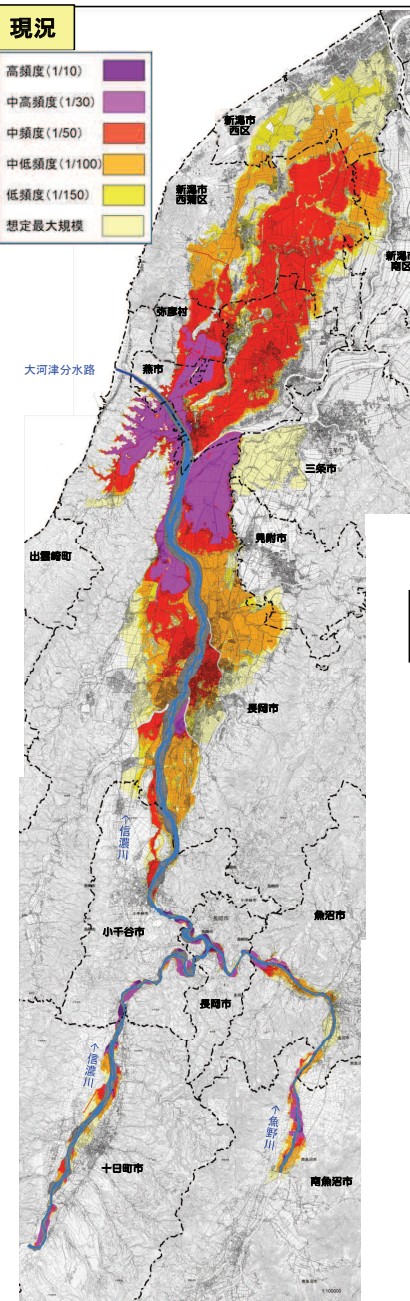 現況
高頻度(1/10)
中高頻度(1/30)
中頻度(1/50)
中低頻度(1/100)
低頻度(1/150)
想定最大規模
新潟市
西区
新潟市
西蒲区
新潟市
南区
弥彦村
大河津分水路
燕市
三条市
見附市
出雲崎町
長岡市
↑信濃川
魚沼市
小千谷市
長岡市
↑信濃川
↑魚野川
十日町市
南魚沼市
1:100000